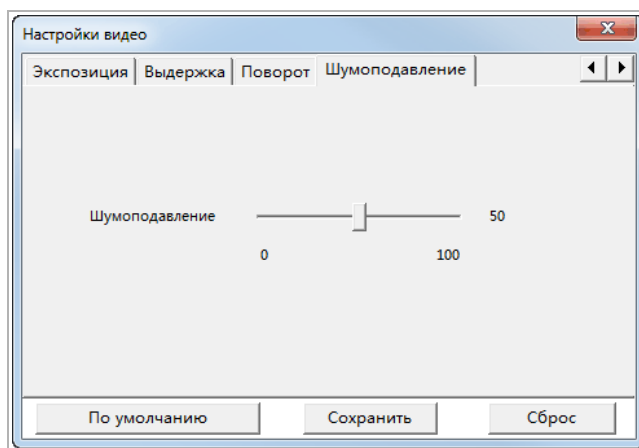 Настройки видео
Экспозиция Выдержка Поворот Шумоподавление
Шумоподавление 50
0 100
По умолчанию Сохранить Сброс